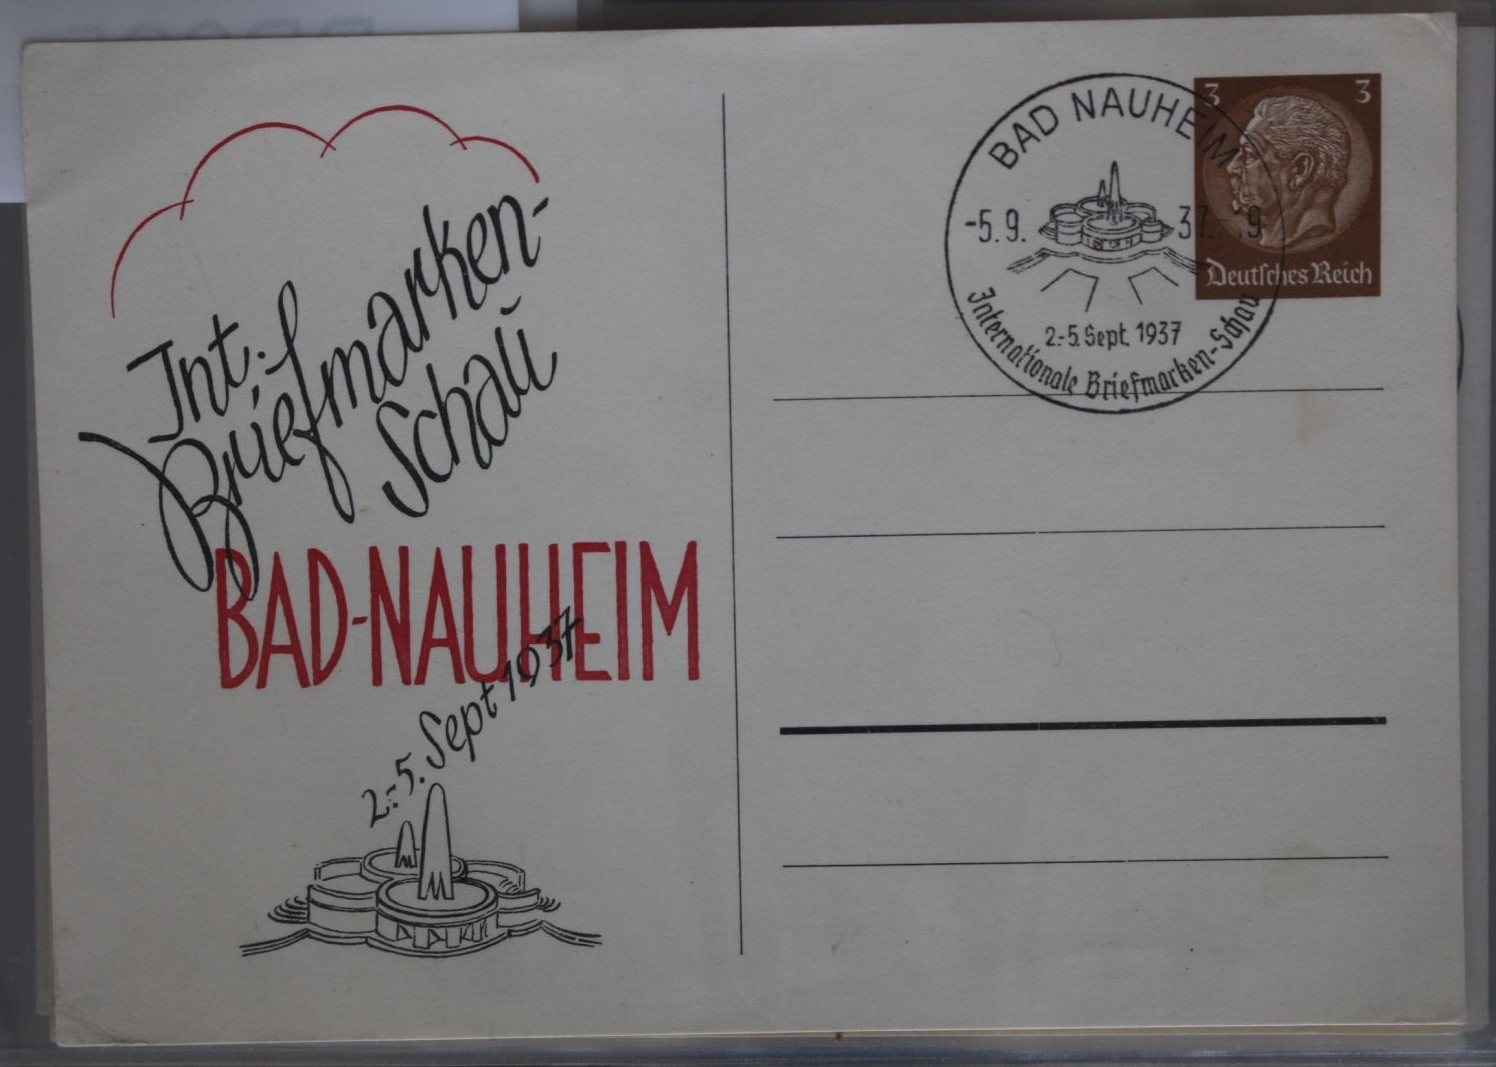 Int.
Briefmarken-
Schau
BAD-NAUHEIM
2.-5. Sept 1937
BAD NAUHEIM
-5.9. 37.
2.-5. Sept. 1937
Internationale Briefmarken-Schau
3 3
Deutsches Reich